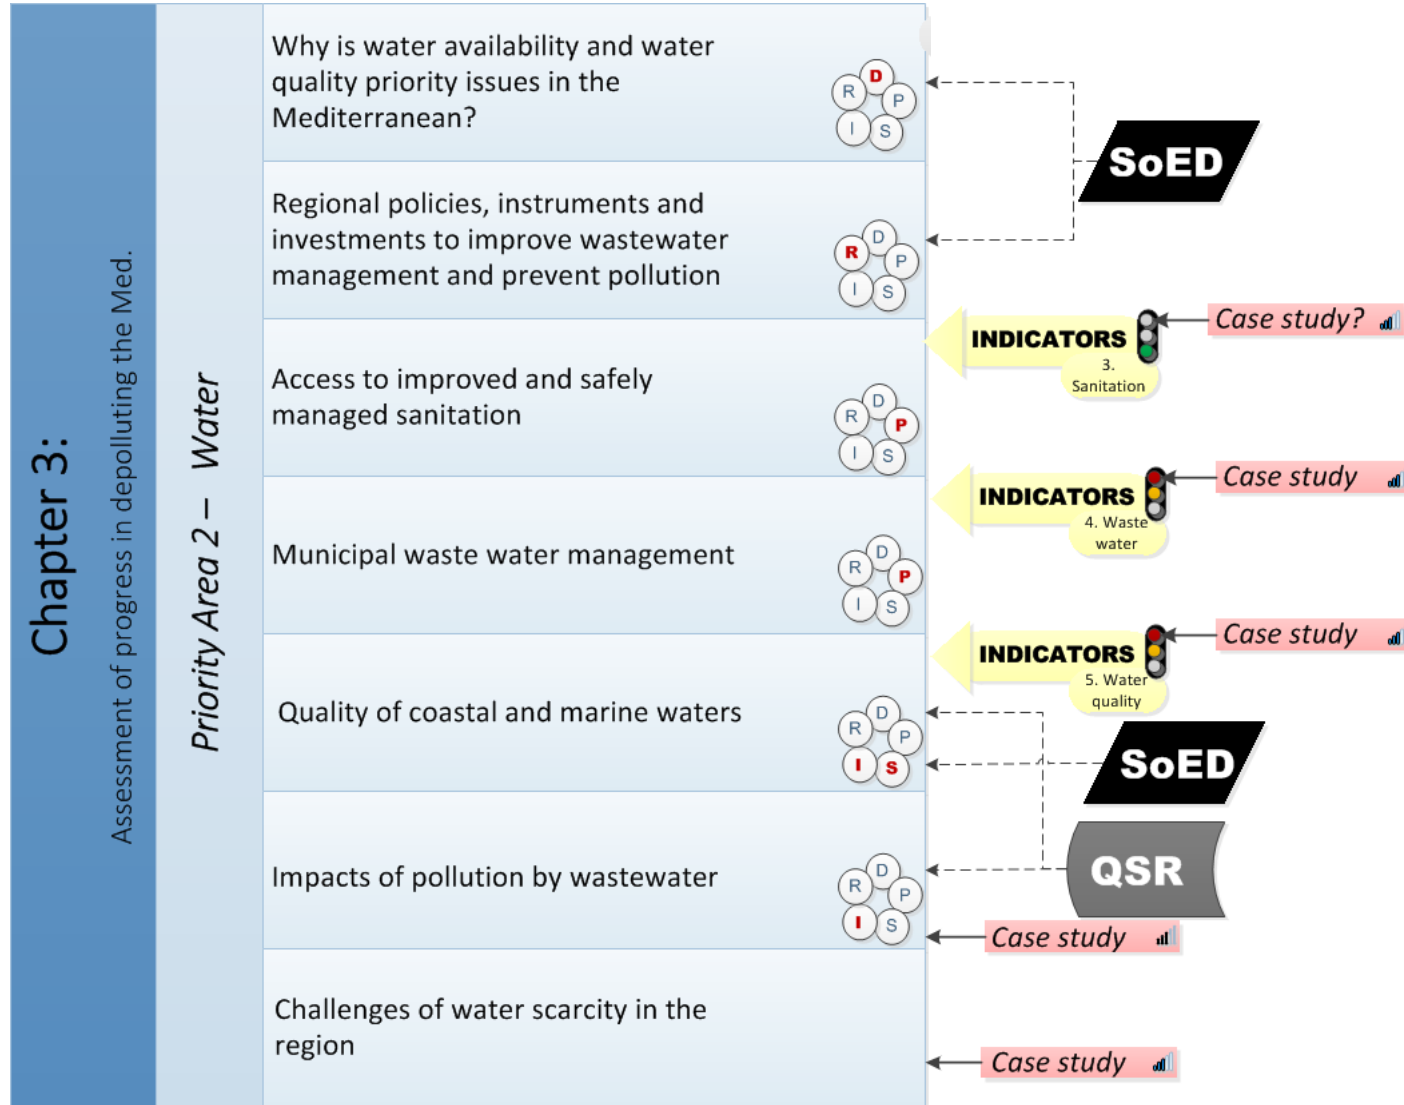 Chapter 3:
Assessment of progress in depolluting the Med.
Priority Area 2 – Water
Why is water availability and water
quality priority issues in the
Mediterranean?
D
R
P
I
S
SoED
Regional policies, instruments and
investments to improve wastewater
management and prevent pollution
D
R
P
I
S
INDICATORS
3.
Sanitation
Case study?
Access to improved and safely
managed sanitation
D
R
P
I
S
INDICATORS
4. Waste
water
Case study
Municipal waste water management
D
R
P
I
S
INDICATORS
5. Water
quality
Case study
Quality of coastal and marine waters
D
R
P
I
S
SoED
QSR
Impacts of pollution by wastewater
D
R
P
I
S
Case study
Challenges of water scarcity in the
region
Case study